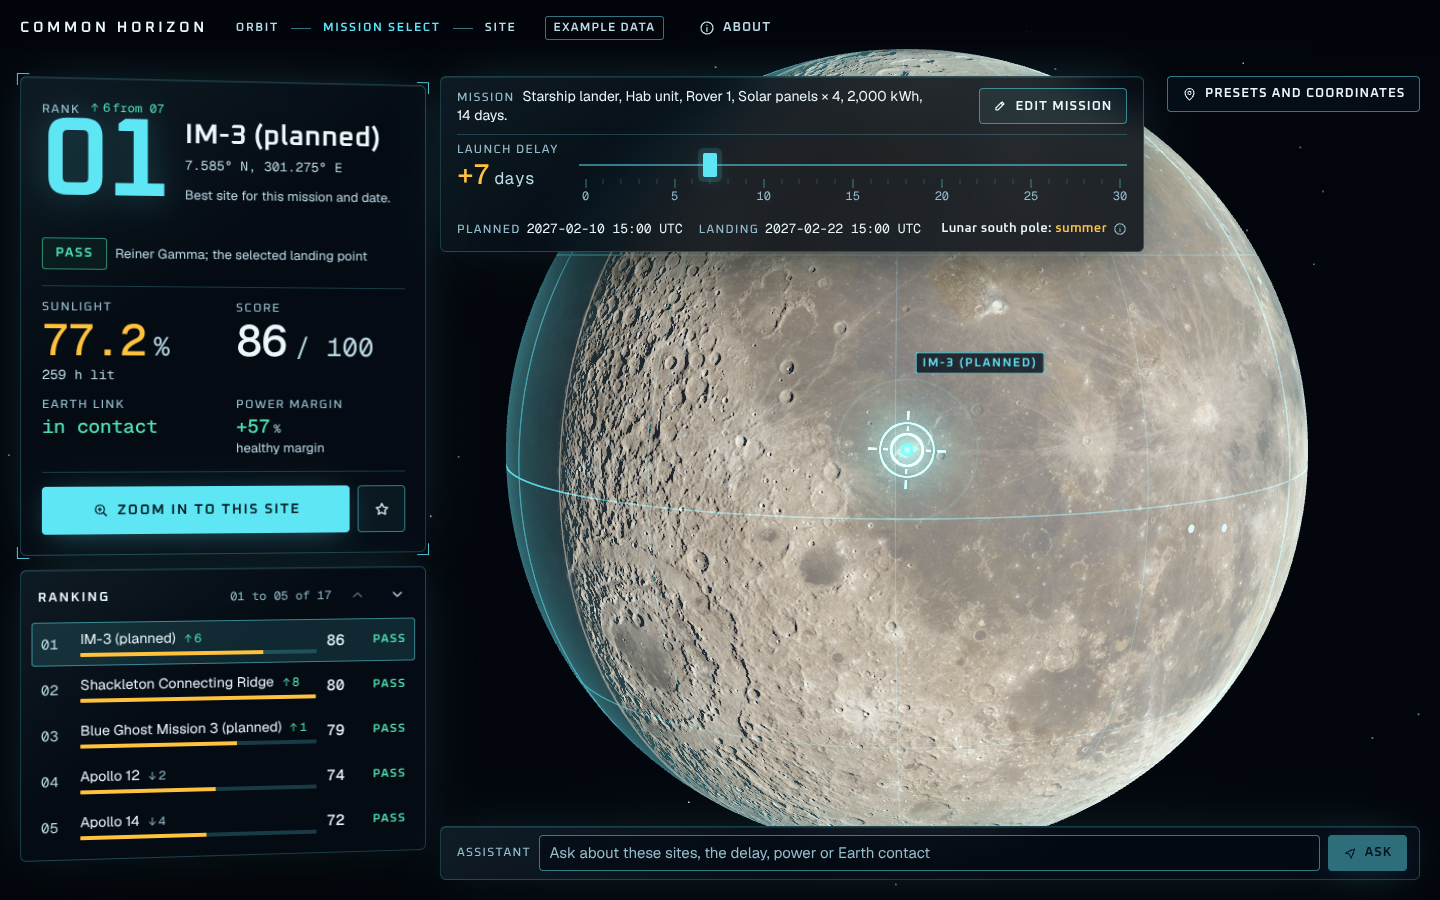 COMMON HORIZON
ORBIT MISSION SELECT SITE EXAMPLE DATA ABOUT
RANK ↑ 6 from 07
01
IM-3 (planned)
7.585° N, 301.275° E
Best site for this mission and date.
PASS Reiner Gamma; the selected landing point
SUNLIGHT
77.2 %
259 h lit
SCORE
86 / 100
EARTH LINK
in contact
POWER MARGIN
+57 %
healthy margin
ZOOM IN TO THIS SITE
RANKING 01 to 05 of 17
01 IM-3 (planned) ↑ 6 86 PASS
02 Shackleton Connecting Ridge ↑ 8 80 PASS
03 Blue Ghost Mission 3 (planned) ↑ 1 79 PASS
04 Apollo 12 ↓ 2 74 PASS
05 Apollo 14 ↓ 4 72 PASS
MISSION Starship lander, Hab unit, Rover 1, Solar panels × 4, 2,000 kWh,
14 days.
EDIT MISSION
LAUNCH DELAY
+7 days
0 5 10 15 20 25 30
PLANNED 2027-02-10 15:00 UTC LANDING 2027-02-22 15:00 UTC Lunar south pole: summer
PRESETS AND COORDINATES
IM-3 (PLANNED)
ASSISTANT Ask about these sites, the delay, power or Earth contact ASK